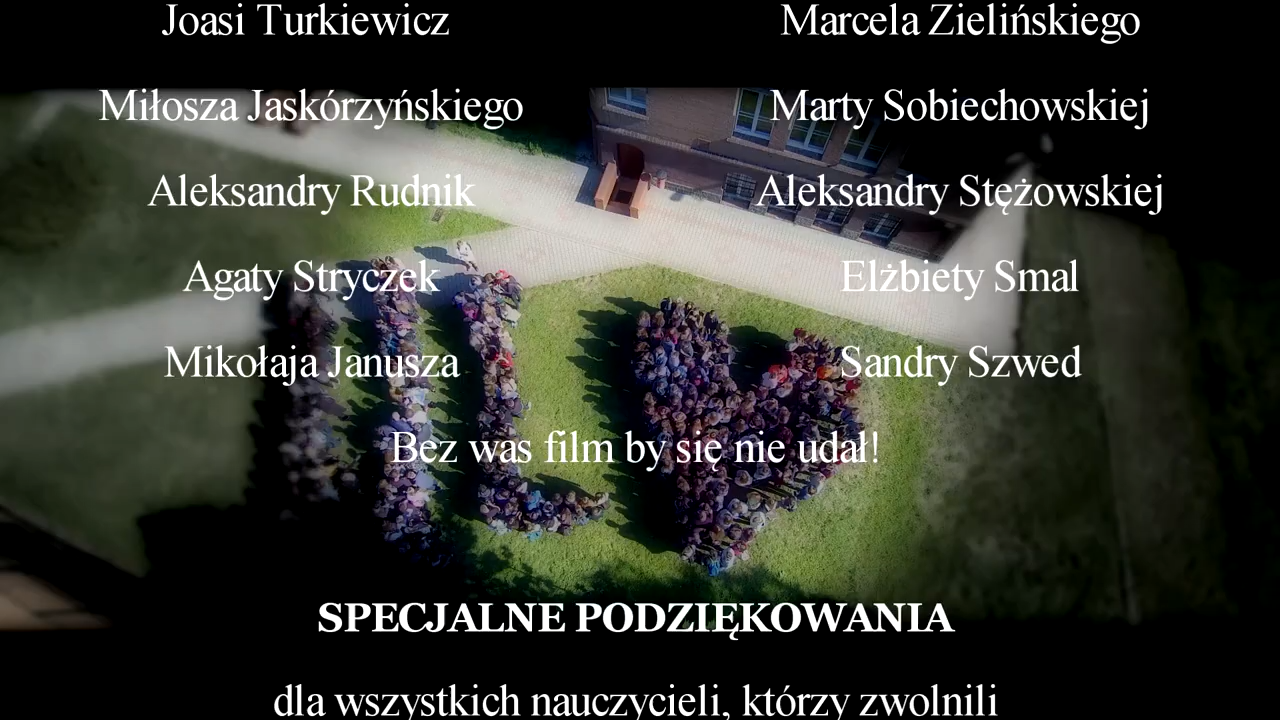 Joasi Turkiewicz Marcela Zielińskiego
Miłosza Jaskórzyńskiego Marty Sobiechowskiej
Aleksandry Rudnik Aleksandry Stężowskiej
Agaty Stryczek Elżbiety Smal
Mikołaja Janusza Sandry Szwed
Bez was film by się nie udał!
SPECJALNE PODZIĘKOWANIA
dla wszystkich nauczycieli, którzy zwolnili